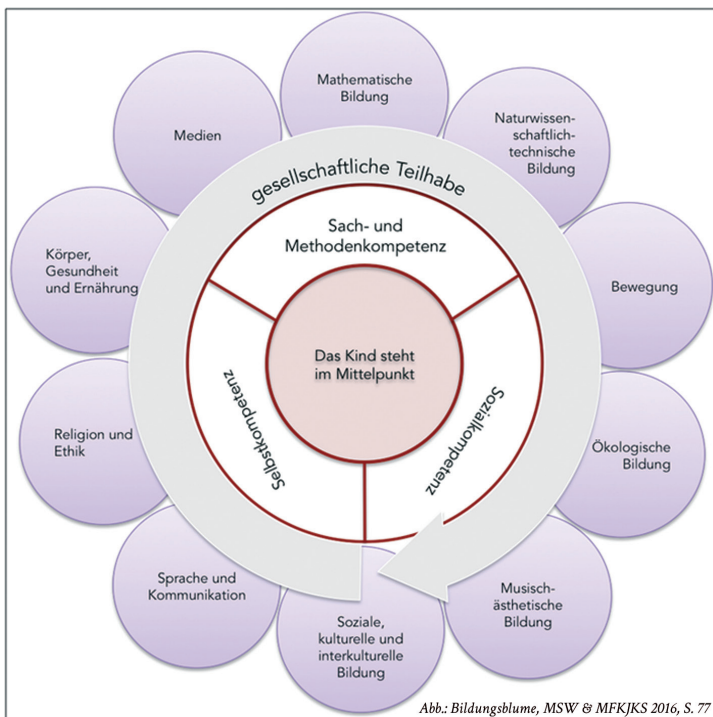 Mathematische
Bildung
Naturwissen-
schaftlich-
technische
Bildung
Bewegung
Ökologische
Bildung
Musisch-
ästhetische
Bildung
Soziale,
kulturelle und
interkulturelle
Bildung
Sprache und
Kommunikation
Religion und
Ethik
Körper,
Gesundheit
und Ernährung
Medien
gesellschaftliche Teilhabe
Sach- und
Methodenkompetenz
Sozialkompetenz
Selbstkompetenz
Das Kind steht
im Mittelpunkt
Abb.: Bildungsblume, MSW & MFKJKS 2016, S. 77